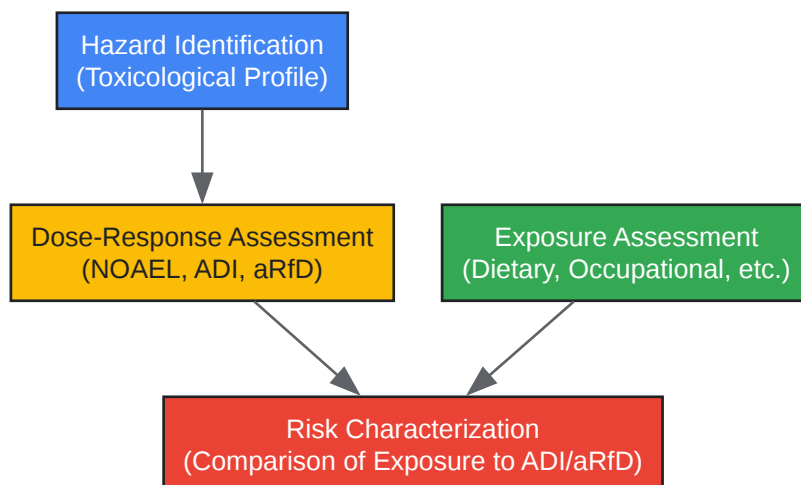 Hazard Identification
(Toxicological Profile)
Dose-Response Assessment
(NOAEL, ADI, aRfD)
Exposure Assessment
(Dietary, Occupational, etc.)
Risk Characterization
(Comparison of Exposure to ADI/aRfD)